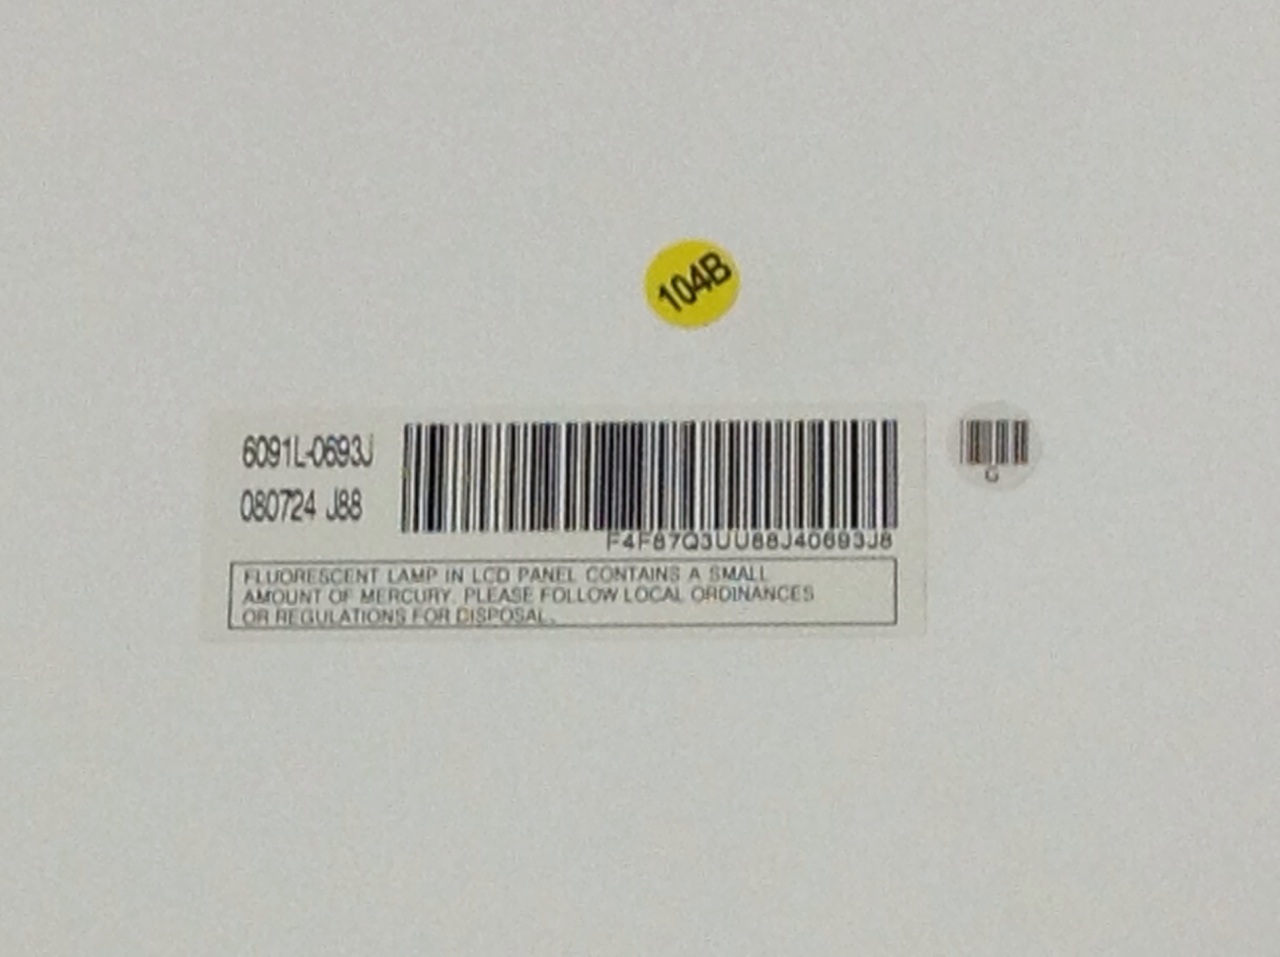 104B
6091L-0693J
080724 J88
F4F87Q3UU88J40693J8
G
FLUORESCENT LAMP IN LCD PANEL CONTAINS A SMALL
AMOUNT OF MERCURY. PLEASE FOLLOW LOCAL ORDINANCES
OR REGULATIONS FOR DISPOSAL.